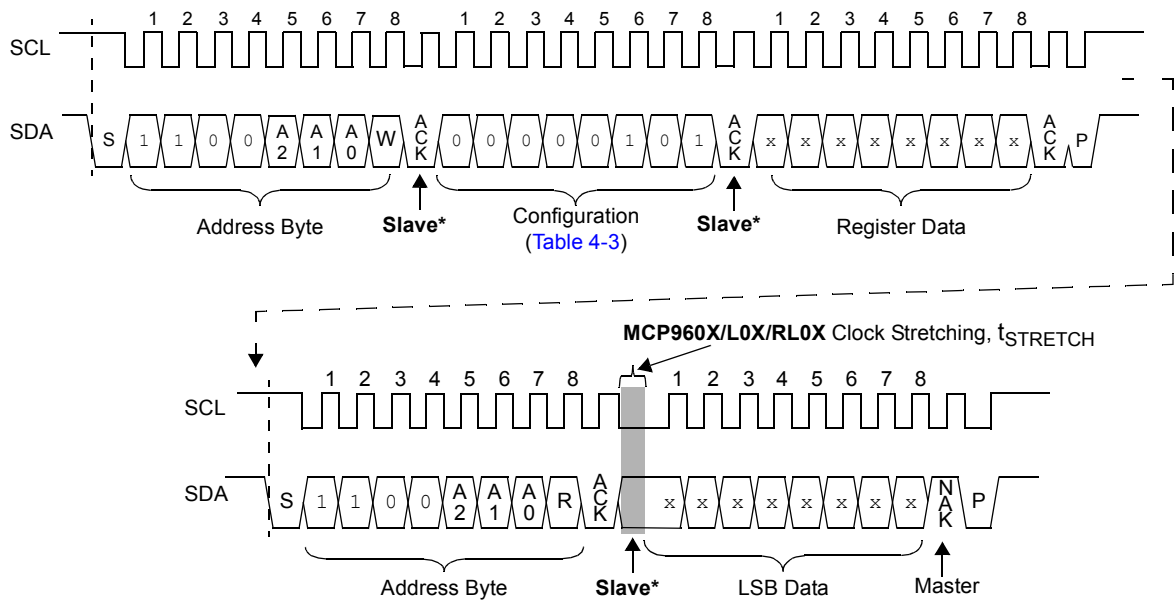 1 2 3 4 5 6 7 8 1 2 3 4 5 6 7 8 1 2 3 4 5 6 7 8
SCL
SDA S 1 1 0 0 A2 A1 A0 W ACK 0 0 0 0 0 1 0 1 ACK x x x x x x x x ACK P
Address Byte Slave* Configuration Slave* Register Data
(Table 4-3)
MCP960X/L0X/RL0X Clock Stretching, tSTRETCH
1 2 3 4 5 6 7 8 1 2 3 4 5 6 7 8
SCL
SDA S 1 1 0 0 A2 A1 A0 R ACK x x x x x x x x NAK P
Address Byte Slave* LSB Data Master